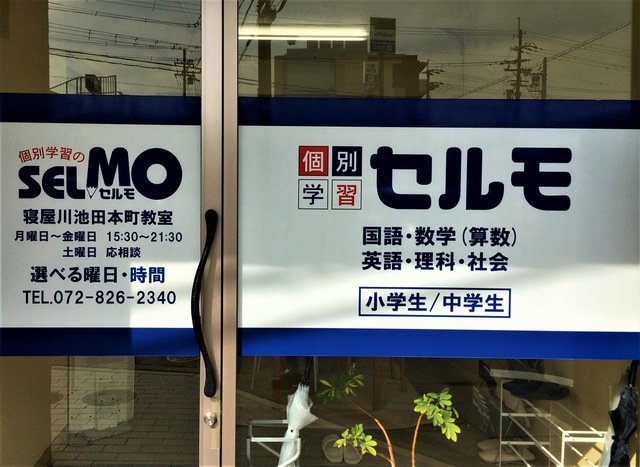 個別学習の
SELMO
セルモ
寝屋川池田本町教室
月曜日～金曜日 15:30～21:30
土曜日 応相談
選べる曜日・時間
TEL.072-826-2340
個別
学習
セルモ
国語・数学(算数)
英語・理科・社会
小学生/中学生